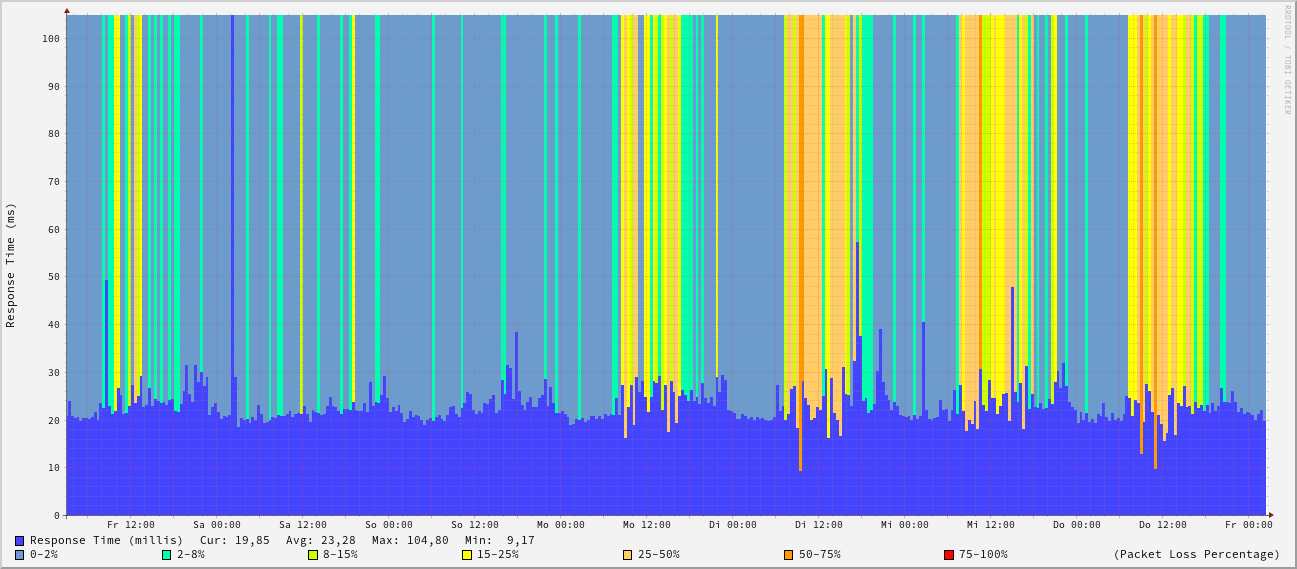 RRDTOOL / TOBI OETIKER
Response Time (ms)
100
90
80
70
60
50
40
30
20
10
0
Fr 12:00 Sa 00:00 Sa 12:00 So 00:00 So 12:00 Mo 00:00 Mo 12:00 Di 00:00 Di 12:00 Mi 00:00 Mi 12:00 Do 00:00 Do 12:00 Fr 00:00
Response Time (millis) Cur: 19,85 Avg: 23,28 Max: 104,80 Min: 9,17
0-2% 2-8% 8-15% 15-25% 25-50% 50-75% 75-100% (Packet Loss Percentage)